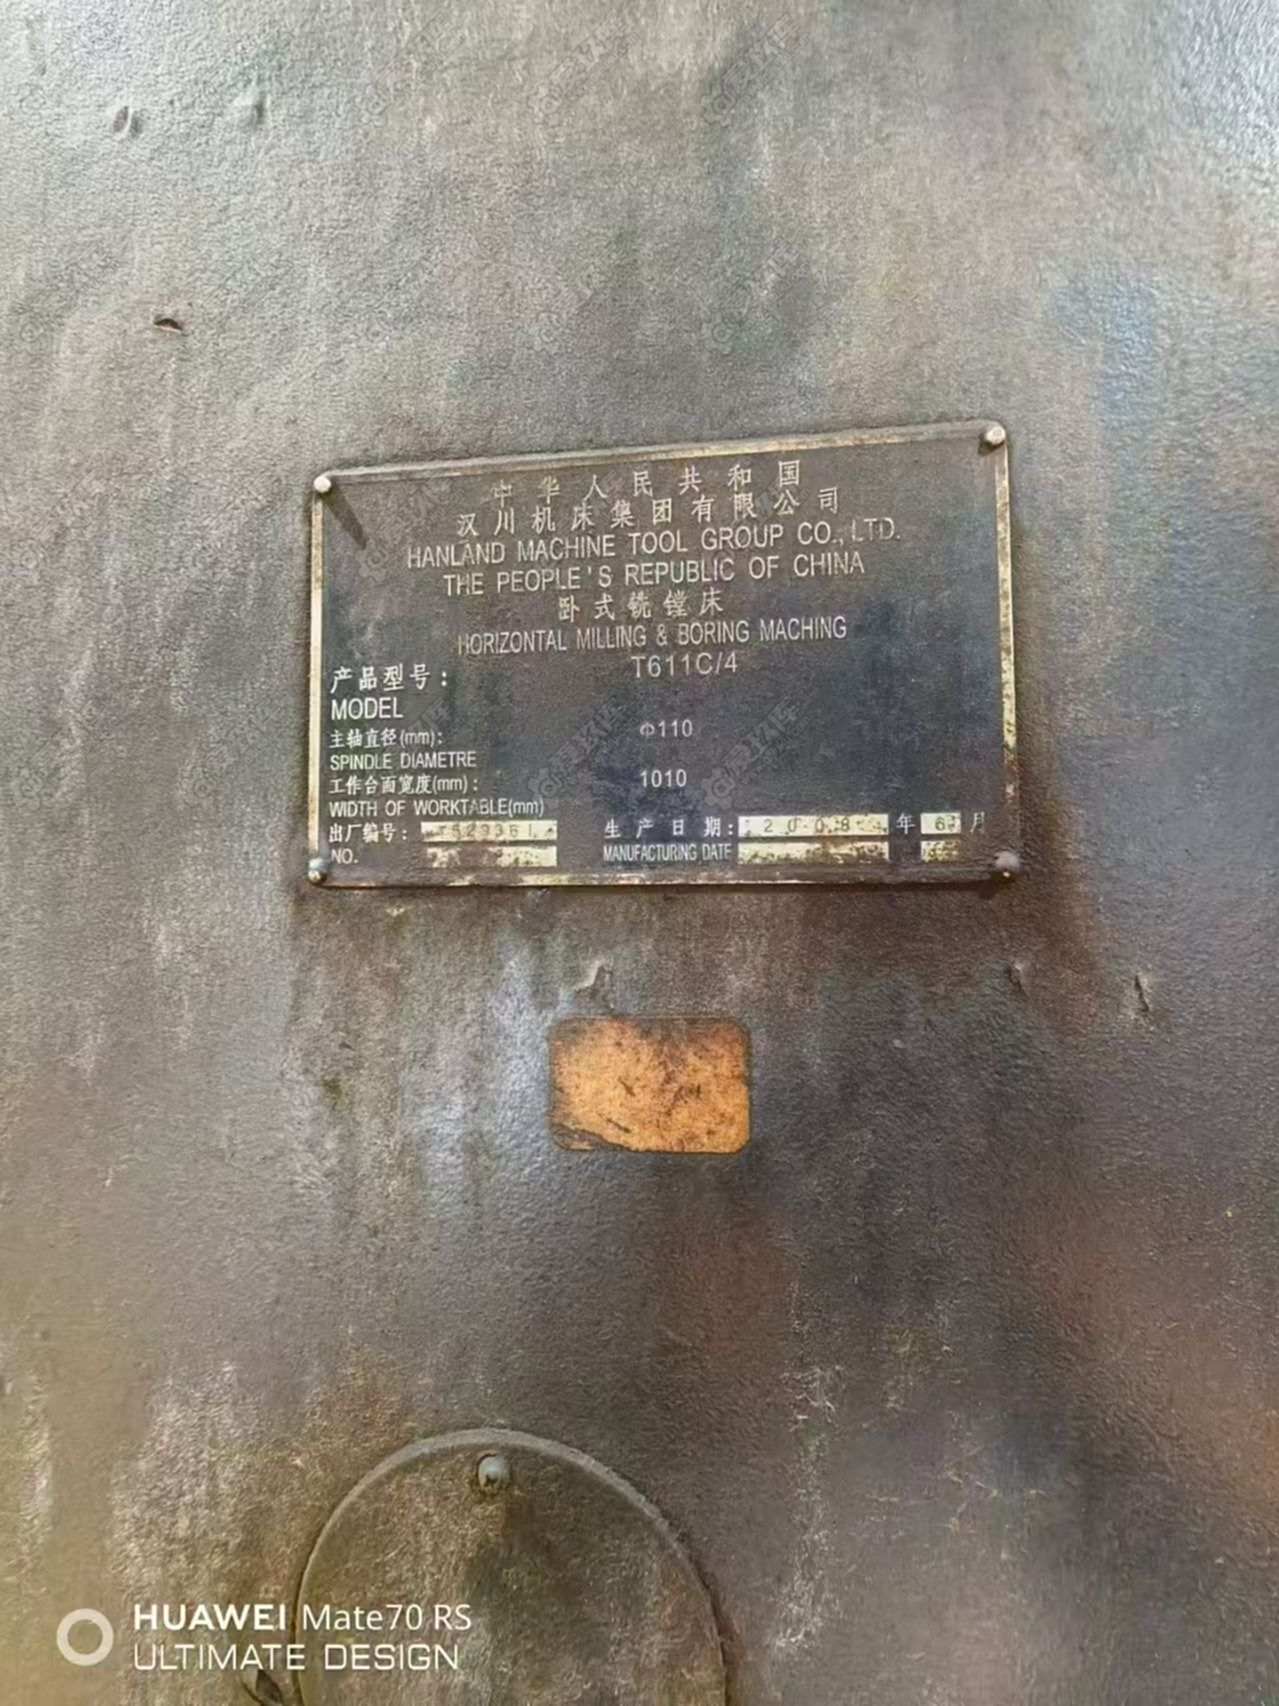 中华人民共和国
汉川机床集团有限公司
HANLAND MACHINE TOOL GROUP CO., LTD.
THE PEOPLE'S REPUBLIC OF CHINA
卧式铣镗床
HORIZONTAL MILLING & BORING MACHING
产品型号: T611C/4
MODEL
主轴直径(mm): Φ110
SPINDLE DIAMETRE
工作台面宽度(mm): 1010
WIDTH OF WORKTABLE(mm)
出厂编号: 生产日期: 2008 年 6 月
NO. MANUFACTURING DATE
HUAWEI Mate70 RS
ULTIMATE DESIGN